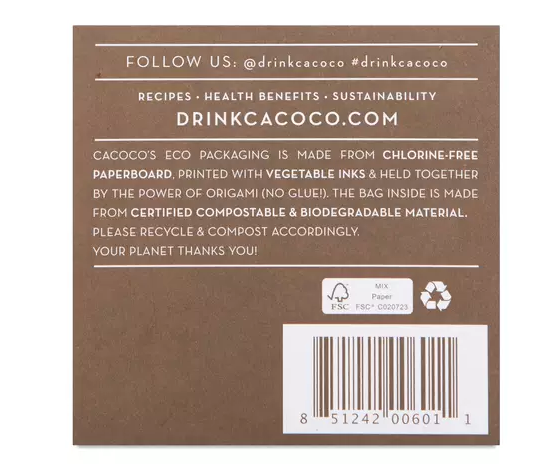 FOLLOW US: @drinkcacoco #drinkcacoco
RECIPES • HEALTH BENEFITS • SUSTAINABILITY
DRINKCACOCO.COM
CACOCO'S ECO PACKAGING IS MADE FROM CHLORINE-FREE
PAPERBOARD, PRINTED WITH VEGETABLE INKS & HELD TOGETHER
BY THE POWER OF ORIGAMI (NO GLUE!). THE BAG INSIDE IS MADE
FROM CERTIFIED COMPOSTABLE & BIODEGRADABLE MATERIAL.
PLEASE RECYCLE & COMPOST ACCORDINGLY.
YOUR PLANET THANKS YOU!
FSC
MIX
Paper
FSC® C020723
8 51242 00601 1